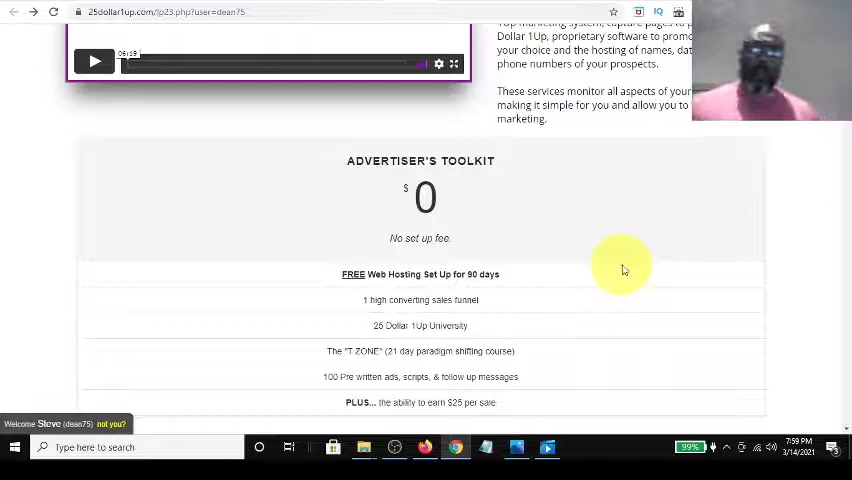 25dollar1up.com/lp23.php?user=dean75
IQ
06:19
1Up marketing system, capture pages to
Dollar 1Up, proprietary software to promo
your choice and the hosting of names, dat
phone numbers of your prospects.
These services monitor all aspects of your
making it simple for you and allow you to
marketing.
ADVERTISER'S TOOLKIT
$ 0
No set up fee.
FREE Web Hosting Set Up for 90 days
1 high converting sales funnel
25 Dollar 1Up University
The "T ZONE" (21 day paradigm shifting course)
100 Pre written ads, scripts, & follow up messages
PLUS... the ability to earn $25 per sale
Welcome Steve (dean75) not you?
Type here to search
99%
7:59 PM
3/14/2021
3